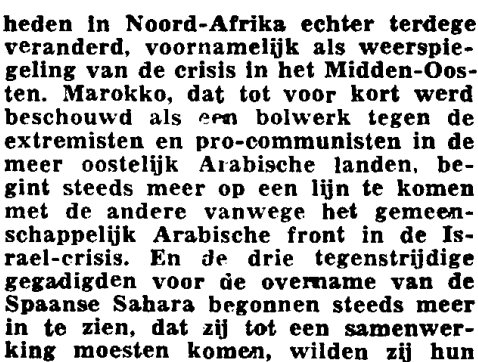 heden in Noord-Afrika echter terdege
veranderd, voornamelijk als weerspie-
geling van de crisis in het Midden-Oos-
ten. Marokko, dat tot voor kort werd
beschouwd als een bolwerk tegen de
extremisten en pro-communisten in de
meer oostelijk Arabische landen, be-
gint steeds meer op een lijn te komen
met de andere vanwege het gemeen-
schappelijk Arabische front in de Is-
rael-crisis. En de drie tegenstrijdige
gegadigden voor de overname van de
Spaanse Sahara begonnen steeds meer
in te zien, dat zij tot een samenwer-
king moesten komen, wilden zij hun